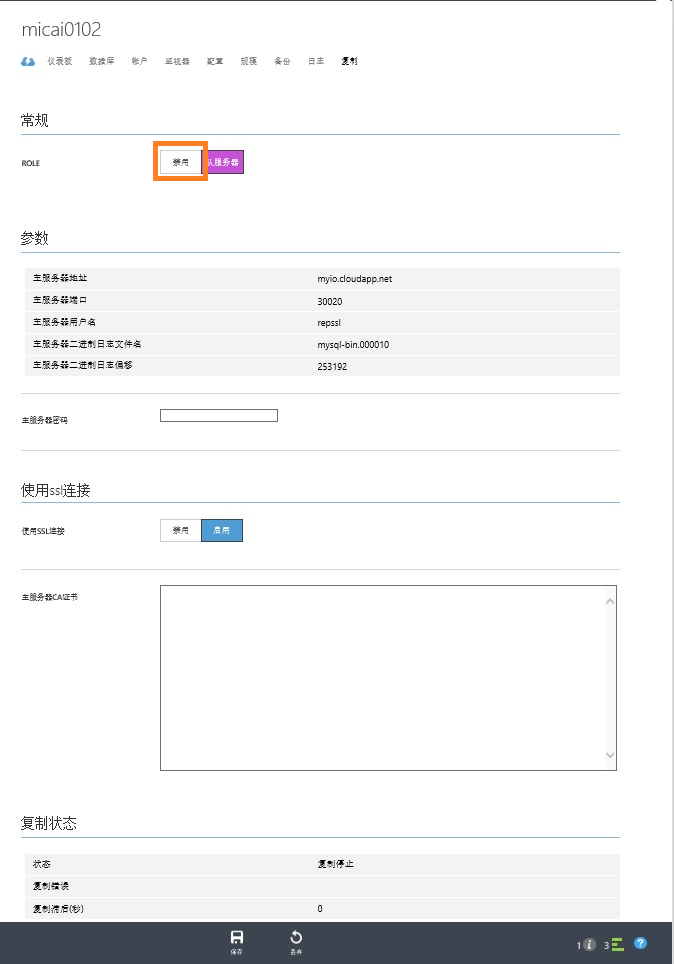 micai0102
仪表板 数据库 帐户 监视器 配置 规模 备份 日志 复制
常规
ROLE 禁用 从服务器
参数
主服务器地址 myio.cloudapp.net
主服务器端口 30020
主服务器用户名 repssl
主服务器二进制日志文件名 mysql-bin.000010
主服务器二进制日志偏移 253192
主服务器密码
使用ssl连接
使用SSL连接 禁用 启用
主服务器CA证书
复制状态
状态 复制停止
复制错误
复制滞后(秒) 0
保存 丢弃 1 i 3 ?